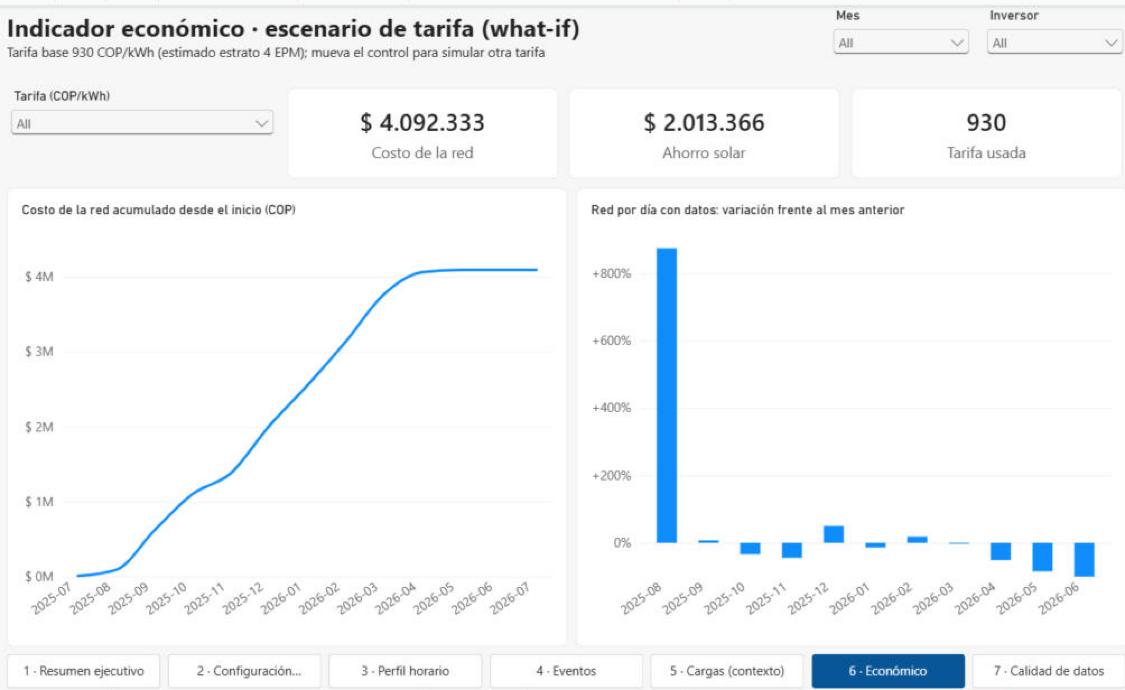 Indicador económico · escenario de tarifa (what-if)
Tarifa base 930 COP/kWh (estimado estrato 4 EPM); mueva el control para simular otra tarifa
Mes
All
Inversor
All
Tarifa (COP/kWh)
All
$ 4.092.333
Costo de la red
$ 2.013.366
Ahorro solar
930
Tarifa usada
Costo de la red acumulado desde el inicio (COP)
$ 4M
$ 3M
$ 2M
$ 1M
$ 0M
2025-07
2025-08
2025-09
2025-10
2025-11
2025-12
2026-01
2026-02
2026-03
2026-04
2026-05
2026-06
2026-07
Red por día con datos: variación frente al mes anterior
+800%
+600%
+400%
+200%
0%
2025-08
2025-09
2025-10
2025-11
2025-12
2026-01
2026-02
2026-03
2026-04
2026-05
2026-06
1 · Resumen ejecutivo
2 · Configuración...
3 · Perfil horario
4 · Eventos
5 · Cargas (contexto)
6 · Económico
7 · Calidad de datos